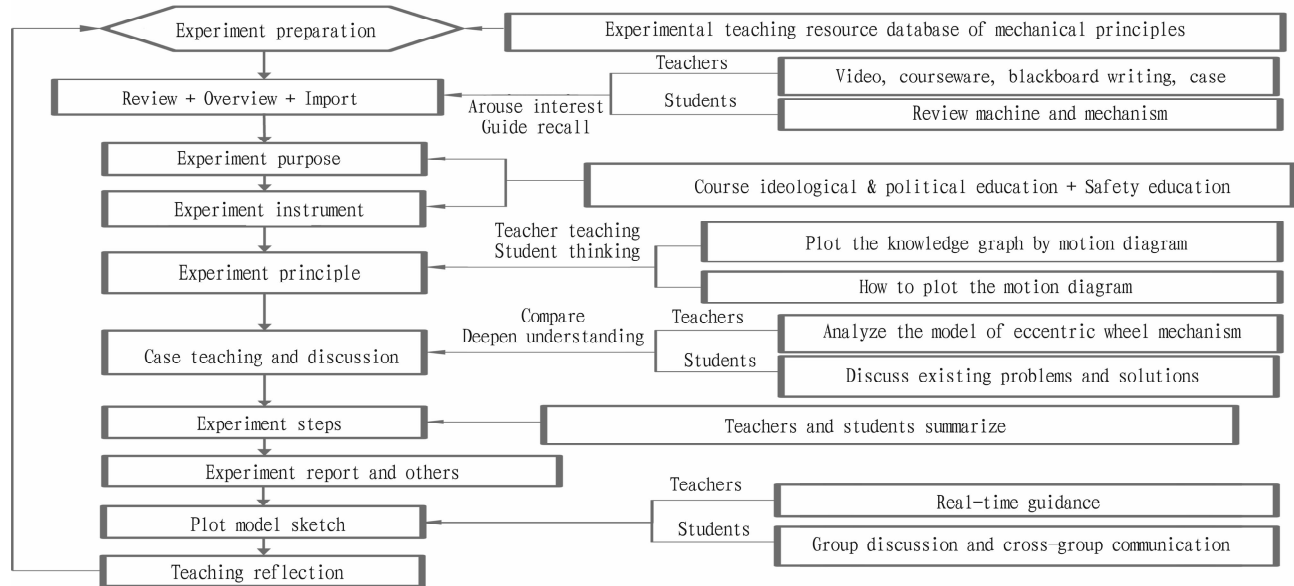 Experiment preparation
Experimental teaching resource database of mechanical principles
Teachers
Video, courseware, blackboard writing, case
Review + Overview + Import
Arouse interest
Guide recall
Students
Review machine and mechanism
Experiment purpose
Course ideological & political education + Safety education
Experiment instrument
Teacher teaching
Student thinking
Plot the knowledge graph by motion diagram
Experiment principle
How to plot the motion diagram
Compare
Deepen understanding
Teachers
Analyze the model of eccentric wheel mechanism
Case teaching and discussion
Students
Discuss existing problems and solutions
Experiment steps
Teachers and students summarize
Experiment report and others
Teachers
Real-time guidance
Plot model sketch
Students
Group discussion and cross-group communication
Teaching reflection